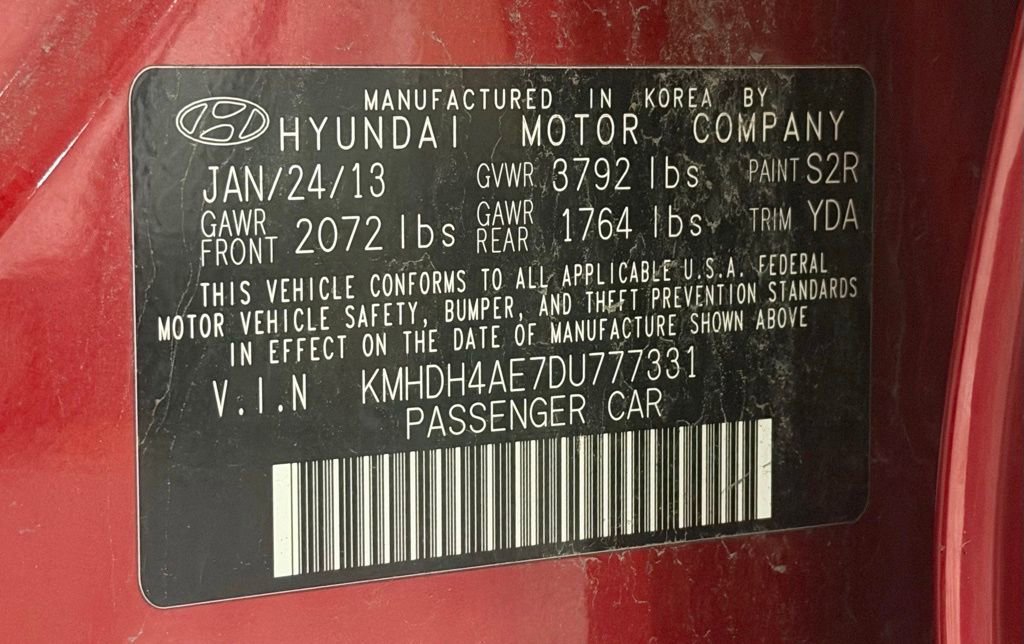 MANUFACTURED IN KOREA BY
HYUNDAI MOTOR COMPANY
JAN/24/13 GVWR 3792 lbs PAINT S2R
GAWR FRONT 2072 lbs GAWR REAR 1764 lbs TRIM YDA
THIS VEHICLE CONFORMS TO ALL APPLICABLE U.S.A. FEDERAL
MOTOR VEHICLE SAFETY, BUMPER, AND THEFT PREVENTION STANDARDS
IN EFFECT ON THE DATE OF MANUFACTURE SHOWN ABOVE
V.I.N KMHDH4AE7DU777331
PASSENGER CAR